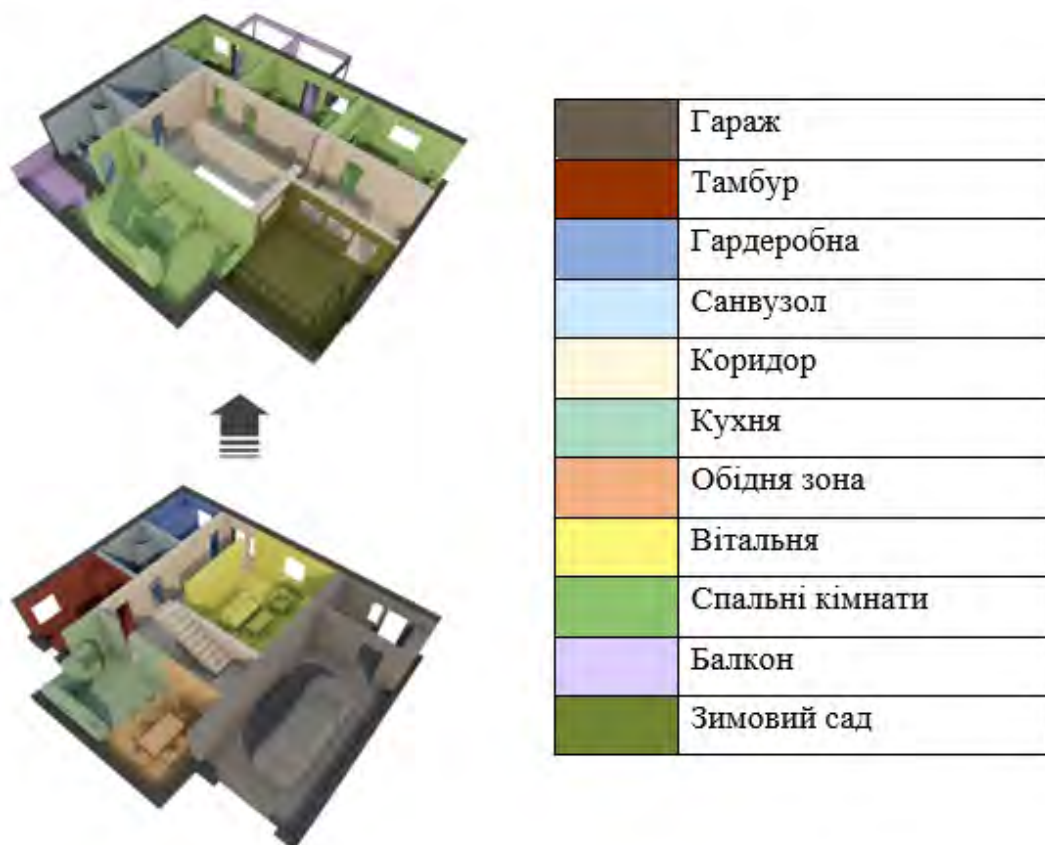 Гараж
Тамбур
Гардеробна
Санвузол
Коридор
Кухня
Обідня зона
Вітальня
Спальні кімнати
Балкон
Зимовий сад